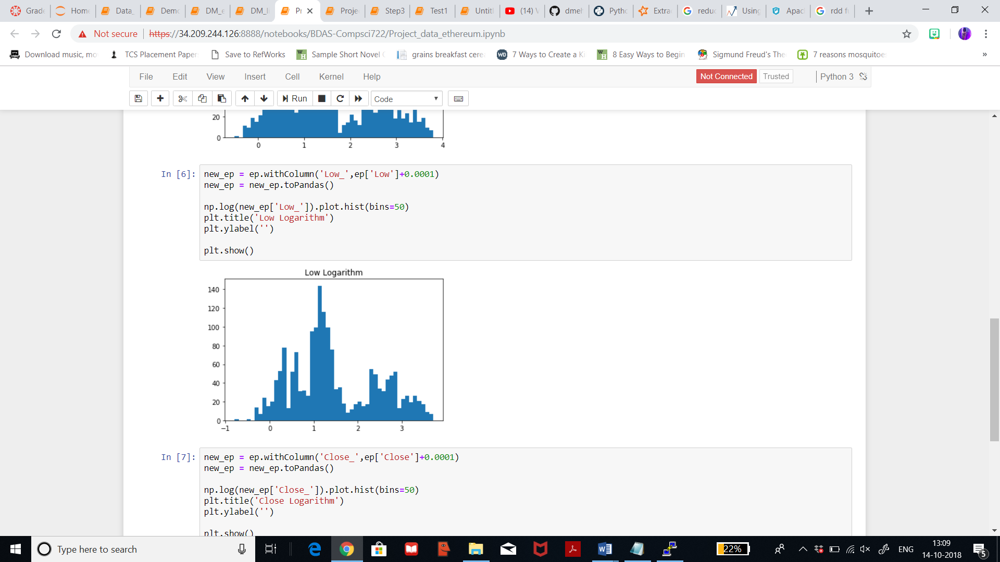 Grade
Home
Data_
Demo
DM_e
DM_l
Pr
Proje
Step3
Test1
Untitl
(14) V
dmeh
Pytho
Extra
reduc
Using
Apac
rdd f
Not secure | https://34.209.244.126:8888/notebooks/BDAS-Compsci722/Project_data_ethereum.ipynb
Download music, mo
TCS Placement Paper
Save to RefWorks
Sample Short Novel
grains breakfast cere
7 Ways to Create a Ki
8 Easy Ways to Begin
Sigmund Freud's The
7 reasons mosquitoe
»
File Edit View Insert Cell Kernel Help
Not Connected Trusted Python 3
Run Code
20
0
0 1 2 3 4
In [6]: new_ep = ep.withColumn('Low_',ep['Low']+0.0001)
new_ep = new_ep.toPandas()
np.log(new_ep['Low_']).plot.hist(bins=50)
plt.title('Low Logarithm')
plt.ylabel('')
plt.show()
Low Logarithm
140
120
100
80
60
40
20
0
−1 0 1 2 3
In [7]: new_ep = ep.withColumn('Close_',ep['Close']+0.0001)
new_ep = new_ep.toPandas()
np.log(new_ep['Close_']).plot.hist(bins=50)
plt.title('Close Logarithm')
plt.ylabel('')
plt.show()
Type here to search
22%
ENG
13:09
14-10-2018
5